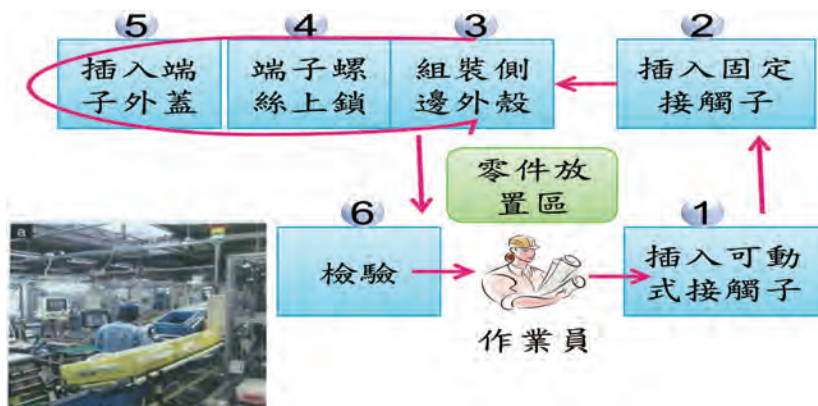 5
4
3
2
插入端
子外蓋
端子螺
絲上鎖
組裝側
邊外殼
插入固定
接觸子
零件放
置區
6
1
檢驗
插入可動
式接觸子
作業員
a